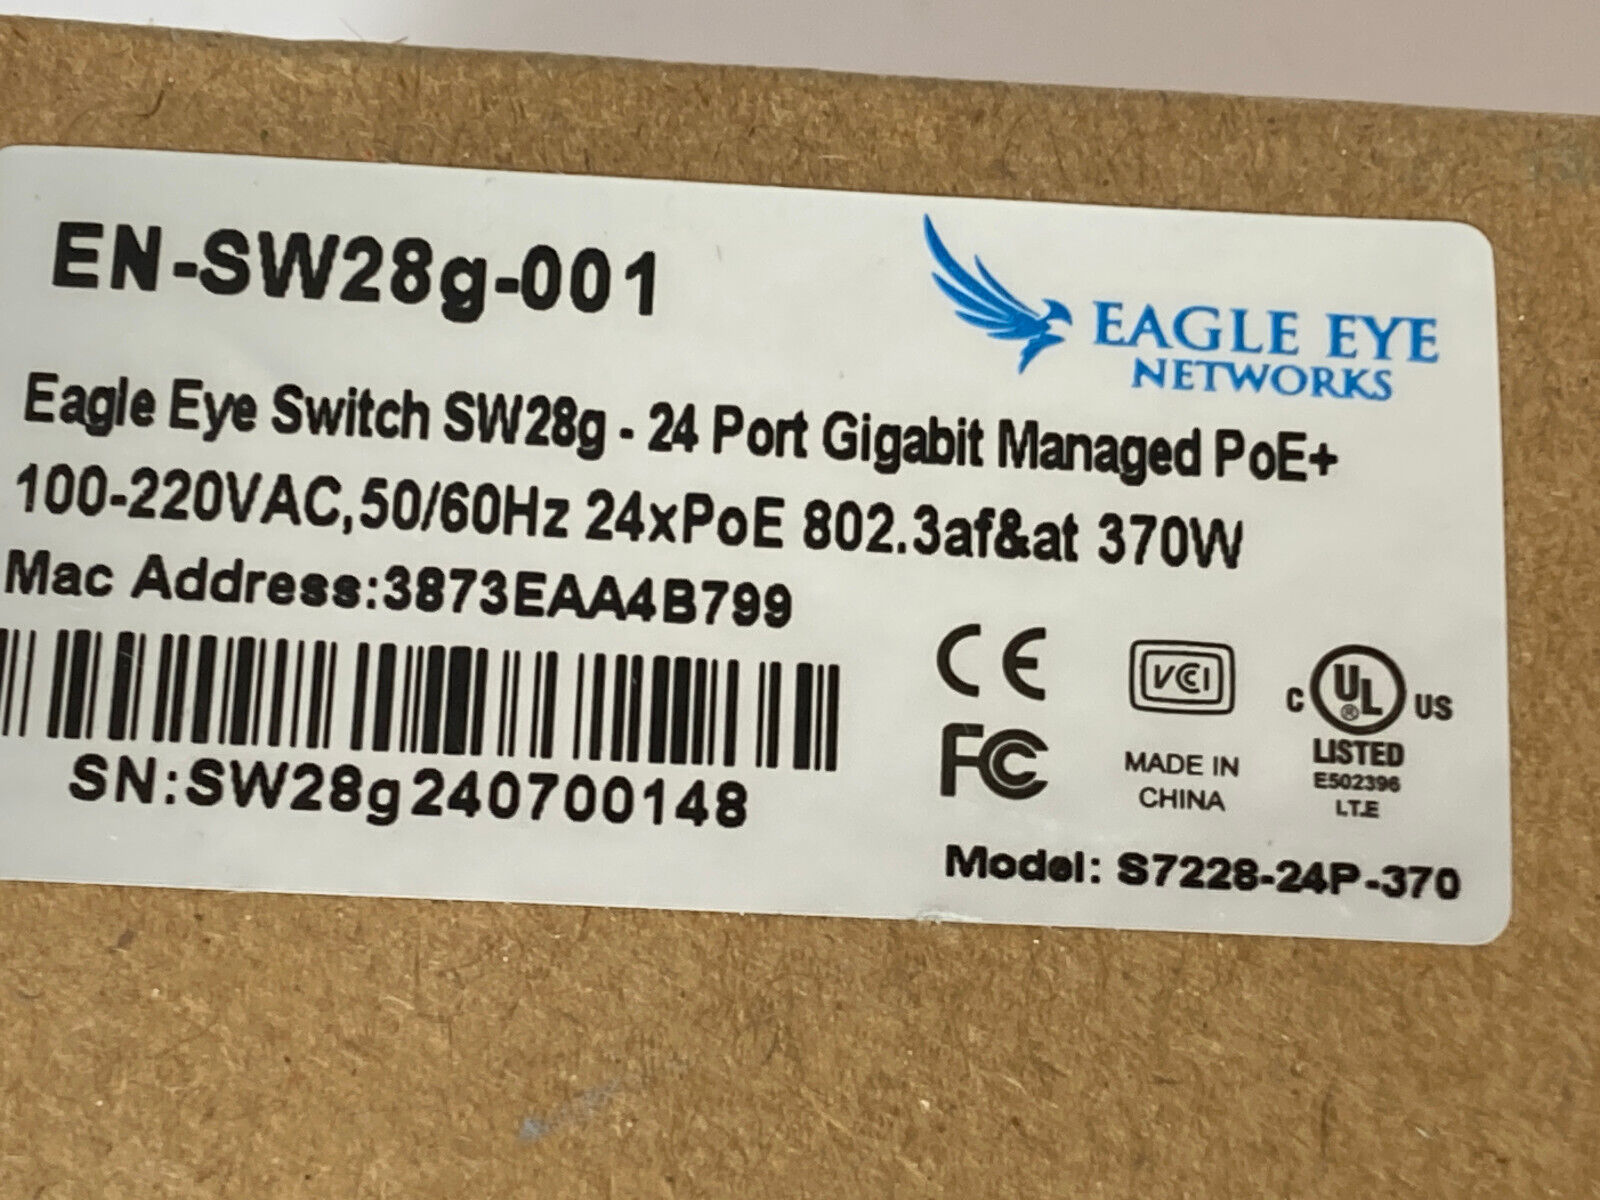 EN-SW28g-001
EAGLE EYE
NETWORKS
Eagle Eye Switch SW28g - 24 Port Gigabit Managed PoE+
100-220VAC,50/60Hz 24xPoE 802.3af&at 370W
Mac Address:3873EAA4B799
SN:SW28g240700148
CE
FC
VCCI
MADE IN
CHINA
C UL® US
LISTED
E502396
I.T.E
Model: S7228-24P-370